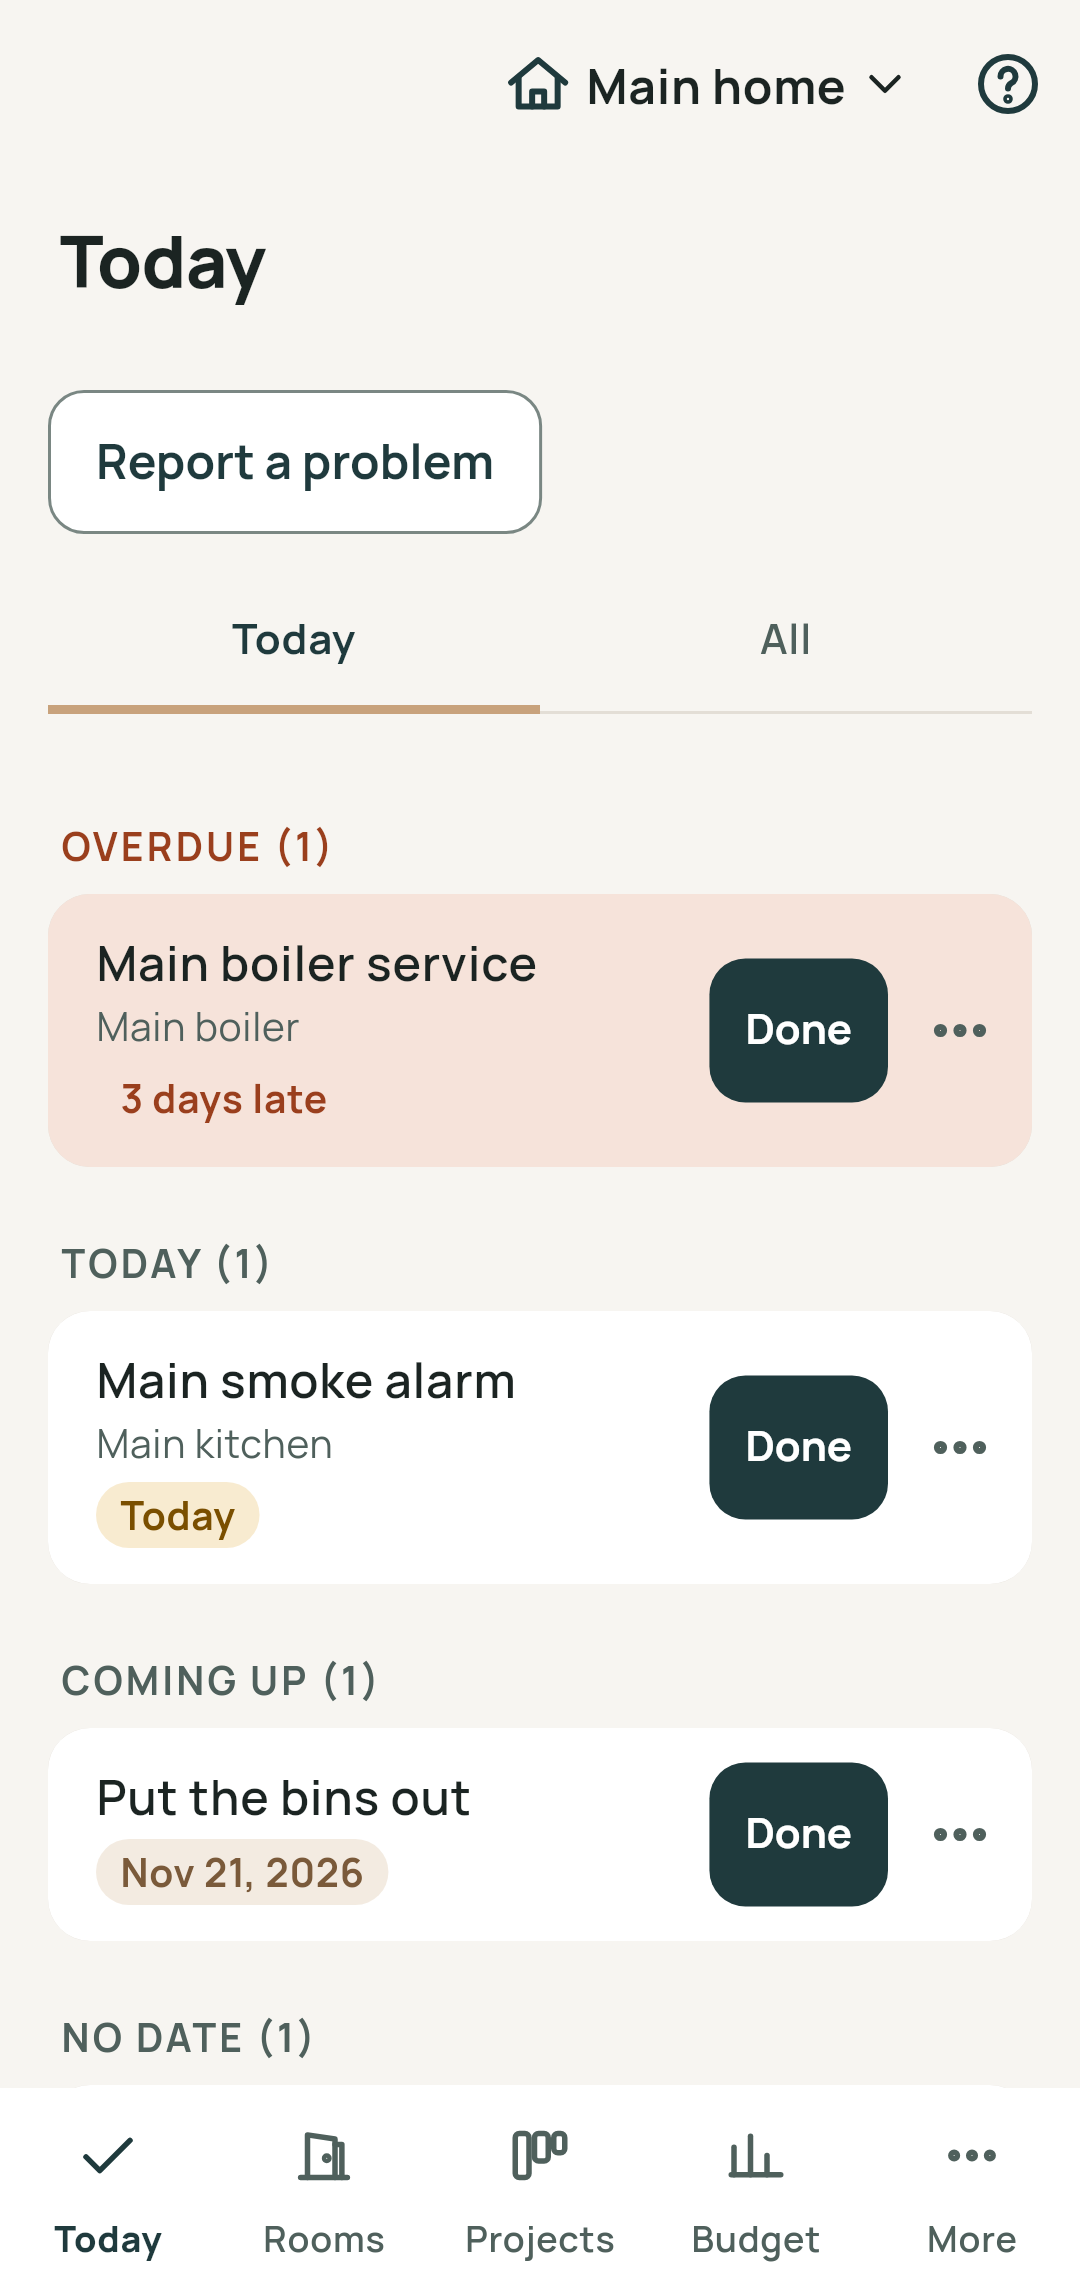 Main home
Today
Report a problem
Today
All
OVERDUE (1)
Main boiler service
Main boiler
3 days late
Done
TODAY (1)
Main smoke alarm
Main kitchen
Today
Done
COMING UP (1)
Put the bins out
Nov 21, 2026
Done
NO DATE (1)
Today
Rooms
Projects
Budget
More